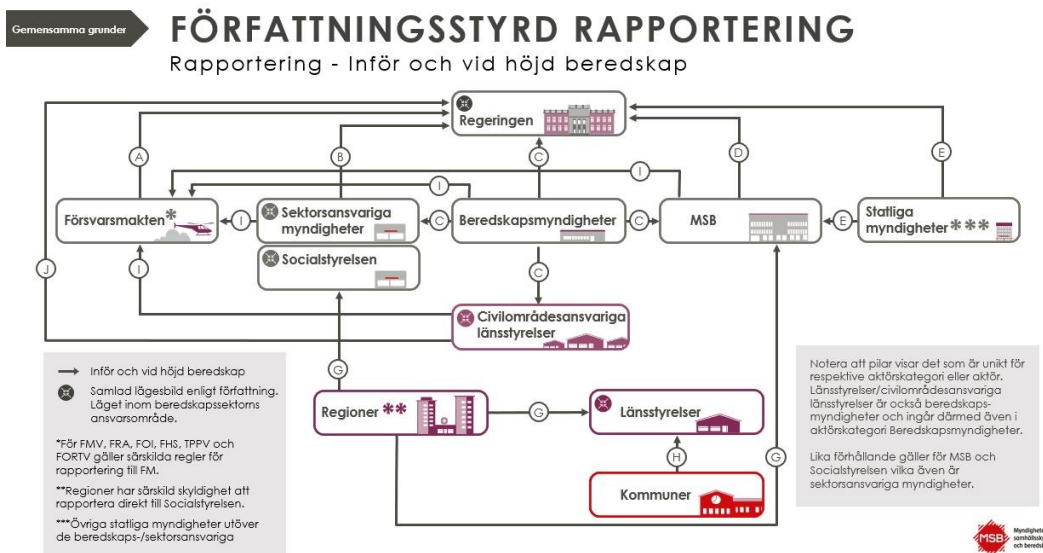 Gemensamma grunder
FÖRFATTNINGSSTYRD RAPPORTERING
Rapportering - Inför och vid höjd beredskap
Regeringen
A
B
C
D
E
I
I
Försvarsmakten*
I
Sektorsansvariga
myndigheter
C
Beredskapsmyndigheter
C
MSB
E
Statliga
myndigheter ***
Socialstyrelsen
J
I
C
Civilområdesansvariga
länsstyrelser
G
Regioner **
G
Länsstyrelser
H
G
Kommuner
Inför och vid höjd beredskap
Samlad lägesbild enligt författning.
Läget inom beredskapssektorns
ansvarsområde.
*För FMV, FRA, FOI, FHS, TPPV och
FORTV gäller särskilda regler för
rapportering till FM.
**Regioner har särskild skyldighet att
rapportera direkt till Socialstyrelsen.
***Övriga statliga myndigheter utöver
de beredskaps-/sektorsansvariga
Notera att pilar visar det som är unikt för
respektive aktörskategori eller aktör.
Länsstyrelser/civilområdesansvariga
länsstyrelser är också beredskaps-
myndigheter och ingår därmed även i
aktörskategori Beredskapsmyndigheter.
Lika förhållande gäller för MSB och
Socialstyrelsen vilka även är
sektorsansvariga myndigheter.
MSB